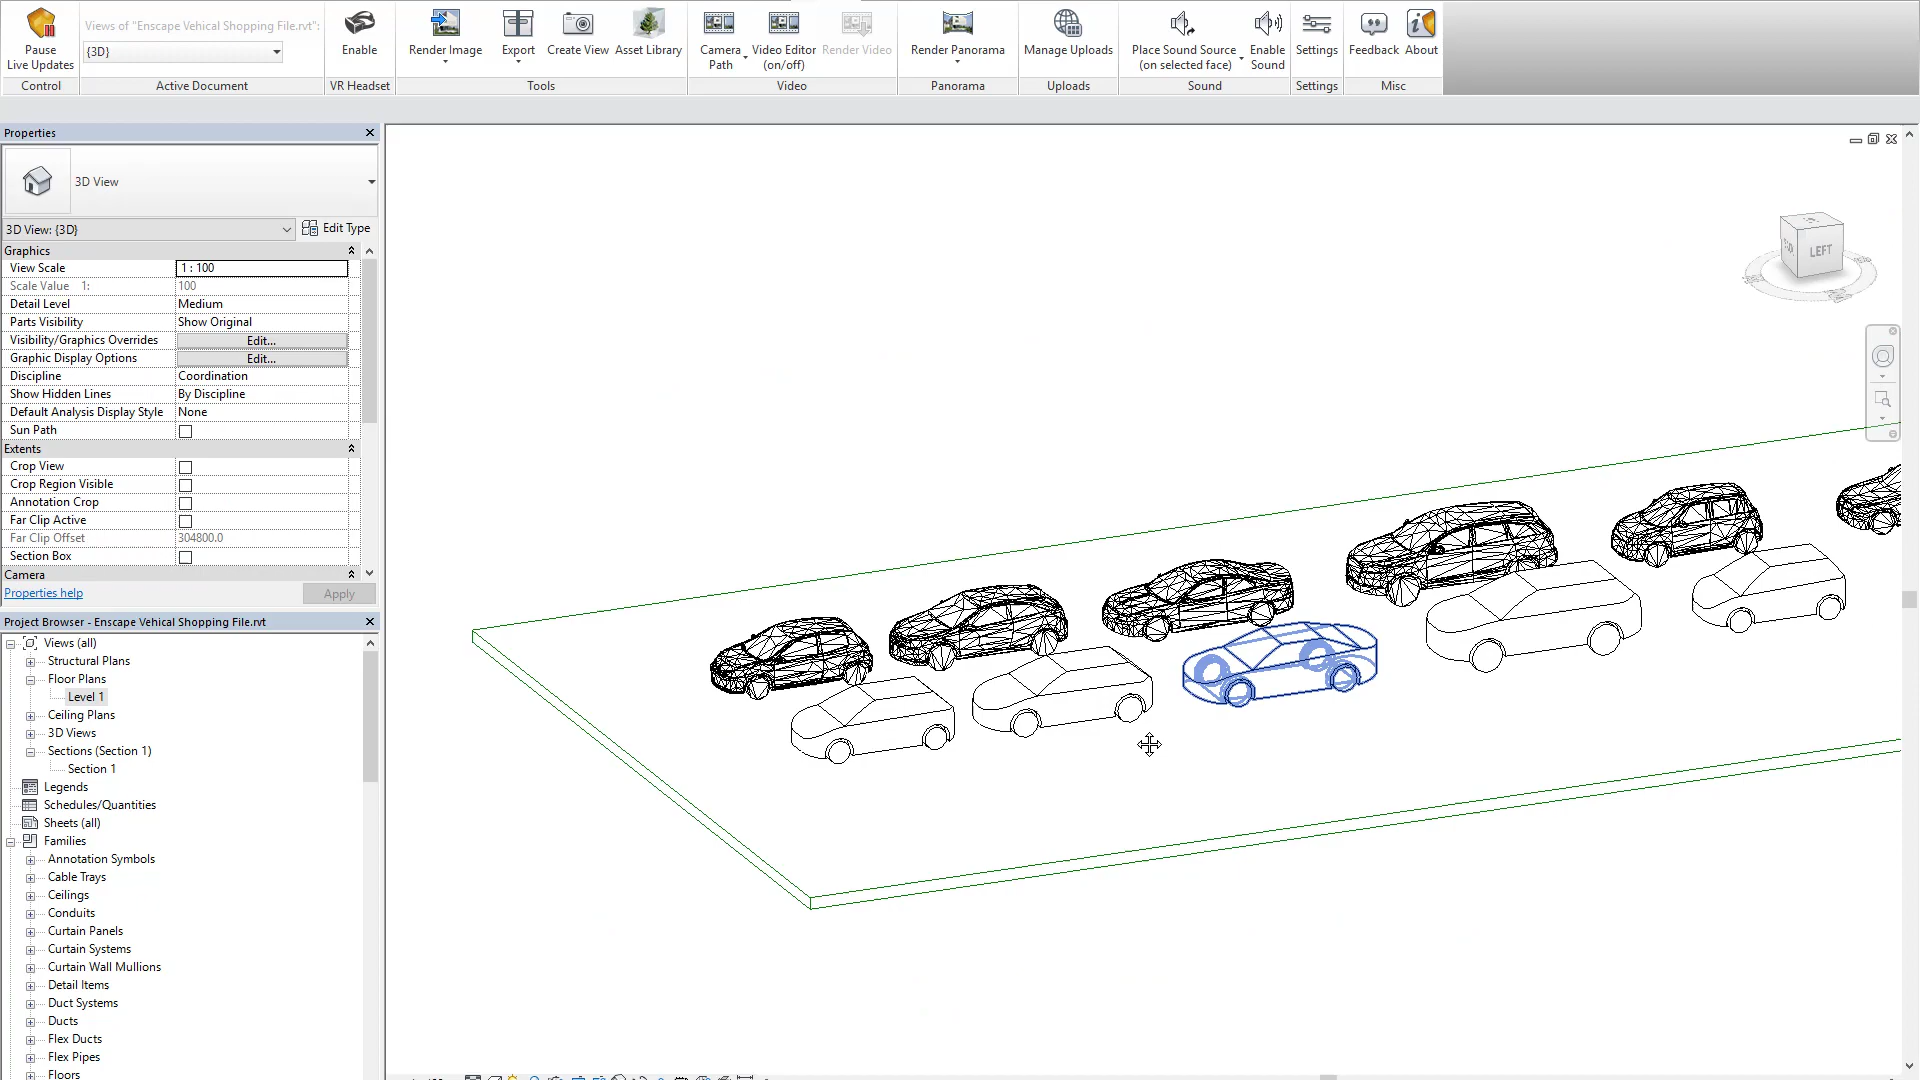 Pause
Live Updates
Control
Views of "Enscape Vehical Shopping File.rvt":
{3D}
Active Document
Enable
VR Headset
Render Image
Export
Create View
Asset Library
Tools
Camera
Path
Video Editor
(on/off)
Render Video
Video
Render Panorama
Panorama
Manage Uploads
Uploads
Place Sound Source
(on selected face)
Enable
Sound
Sound
Settings
Settings
Feedback
About
Misc
Properties
3D View
3D View: {3D}
Edit Type
Graphics
View Scale
1 : 100
Scale Value 1:
100
Detail Level
Medium
Parts Visibility
Show Original
Visibility/Graphics Overrides
Edit...
Graphic Display Options
Edit...
Discipline
Coordination
Show Hidden Lines
By Discipline
Default Analysis Display Style
None
Sun Path
Extents
Crop View
Crop Region Visible
Annotation Crop
Far Clip Active
Far Clip Offset
304800.0
Section Box
Camera
Properties help
Apply
Project Browser - Enscape Vehical Shopping File.rvt
Views (all)
Structural Plans
Floor Plans
Level 1
Ceiling Plans
3D Views
Sections (Section 1)
Section 1
Legends
Schedules/Quantities
Sheets (all)
Families
Annotation Symbols
Cable Trays
Ceilings
Conduits
Curtain Panels
Curtain Systems
Curtain Wall Mullions
Detail Items
Duct Systems
Ducts
Flex Ducts
Flex Pipes
Floors
LEFT